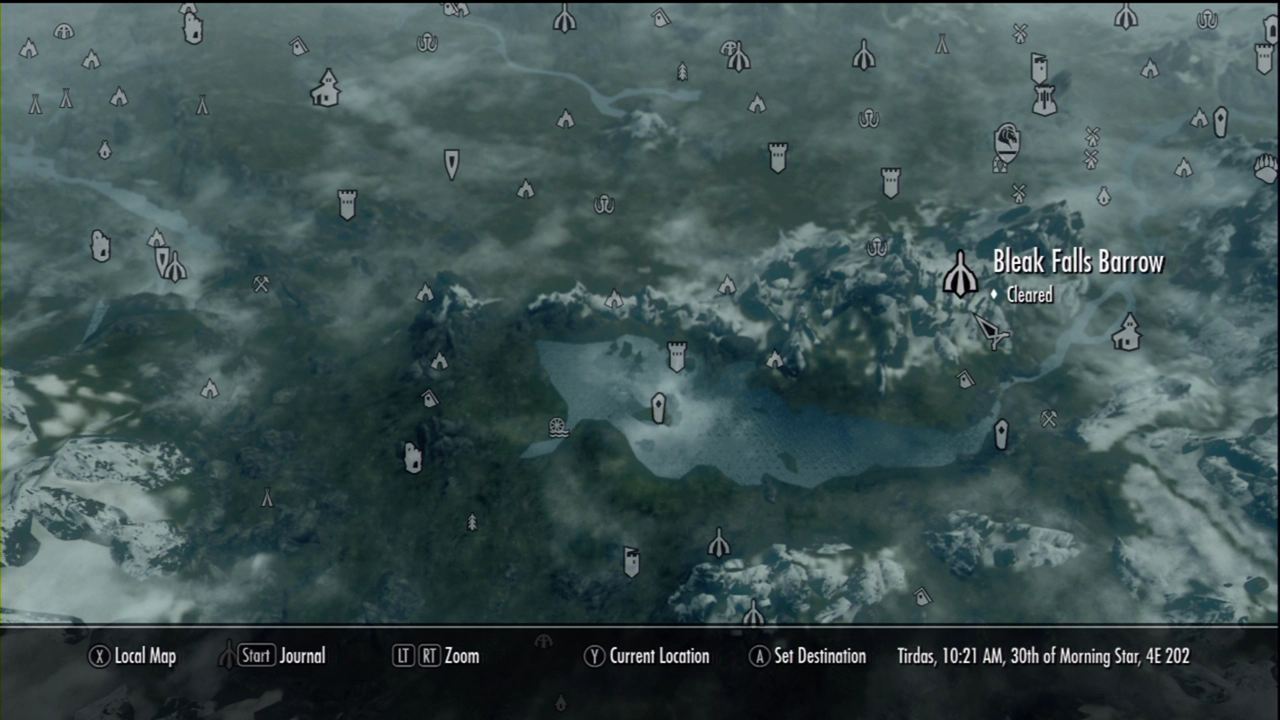 Bleak Falls Barrow
Cleared
X Local Map
Start Journal
LT RT Zoom
Y Current Location
A Set Destination
Tirdas, 10:21 AM, 30th of Morning Star, 4E 202